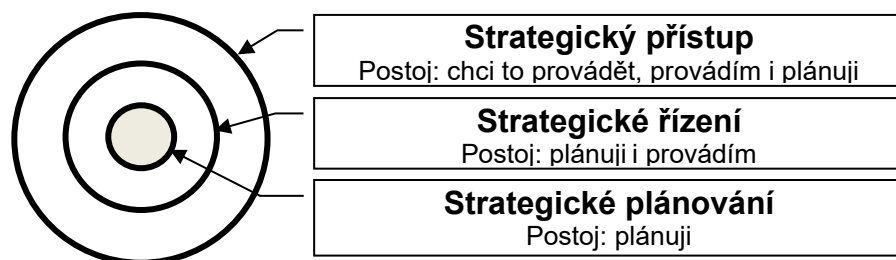 Strategický přístup
Postoj: chci to provádět, provádím i plánuji
Strategické řízení
Postoj: plánuji i provádím
Strategické plánování
Postoj: plánuji